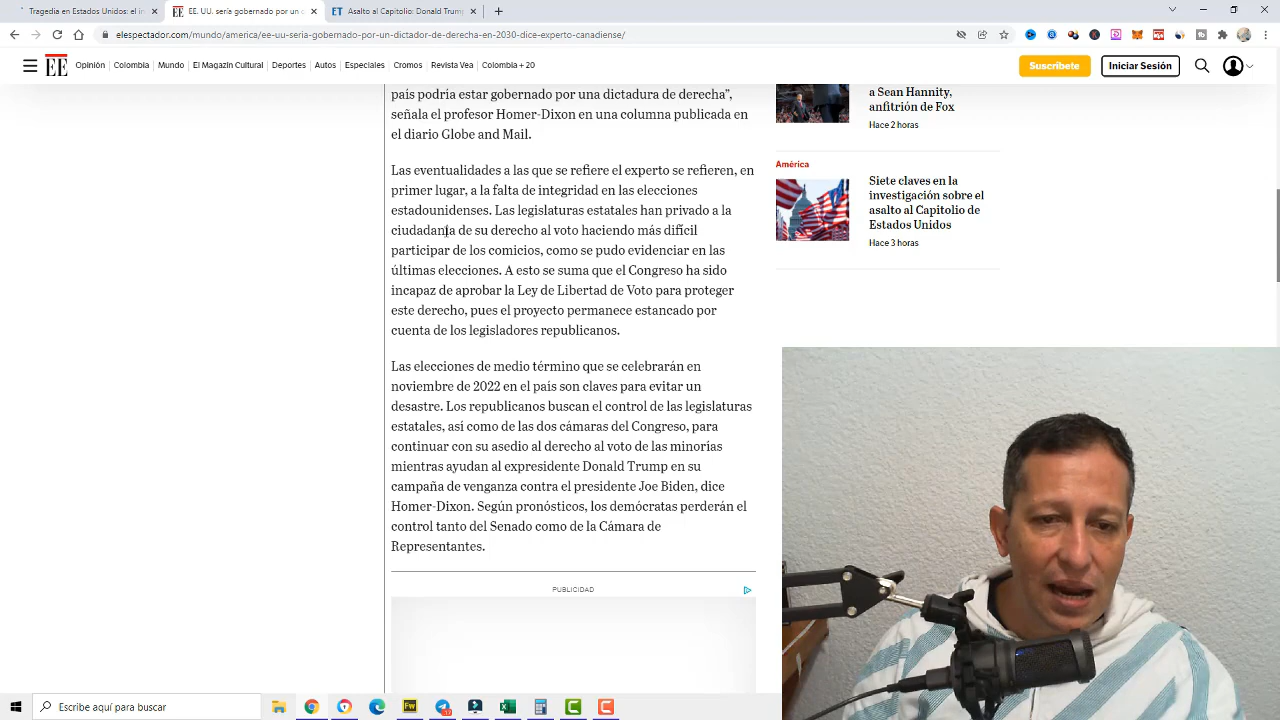 Tragedia en Estados Unidos: el in
EE. UU. sería gobernado por un d
Asalto al Capitolio: Trump
elespectador.com/mundo/america/ee-uu-seria-gobernado-por-un-dictador-de-derecha-en-2030-dice-experto-canadiense/
EE
Opinión
Colombia
Mundo
El Magazín Cultural
Deportes
Autos
Especiales
Cromos
Revista Vea
Colombia + 20
Suscríbete
Iniciar Sesión
país podría estar gobernado por una dictadura de derecha”,
señala el profesor Homer-Dixon en una columna publicada en
el diario Globe and Mail.
Las eventualidades a las que se refiere el experto se refieren, en
primer lugar, a la falta de integridad en las elecciones
estadounidenses. Las legislaturas estatales han privado a la
ciudadanía de su derecho al voto haciendo más difícil
participar de los comicios, como se pudo evidenciar en las
últimas elecciones. A esto se suma que el Congreso ha sido
incapaz de aprobar la Ley de Libertad de Voto para proteger
este derecho, pues el proyecto permanece estancado por
cuenta de los legisladores republicanos.
Las elecciones de medio término que se celebrarán en
noviembre de 2022 en el país son claves para evitar un
desastre. Los republicanos buscan el control de las legislaturas
estatales, así como de las dos cámaras del Congreso, para
continuar con su asedio al derecho al voto de las minorías
mientras ayudan al expresidente Donald Trump en su
campaña de venganza contra el presidente Joe Biden, dice
Homer-Dixon. Según pronósticos, los demócratas perderán el
control tanto del Senado como de la Cámara de
Representantes.
PUBLICIDAD
a Sean Hannity,
anfitrión de Fox
Hace 2 horas
América
Siete claves en la
investigación sobre el
asalto al Capitolio de
Estados Unidos
Hace 3 horas
Escribe aquí para buscar